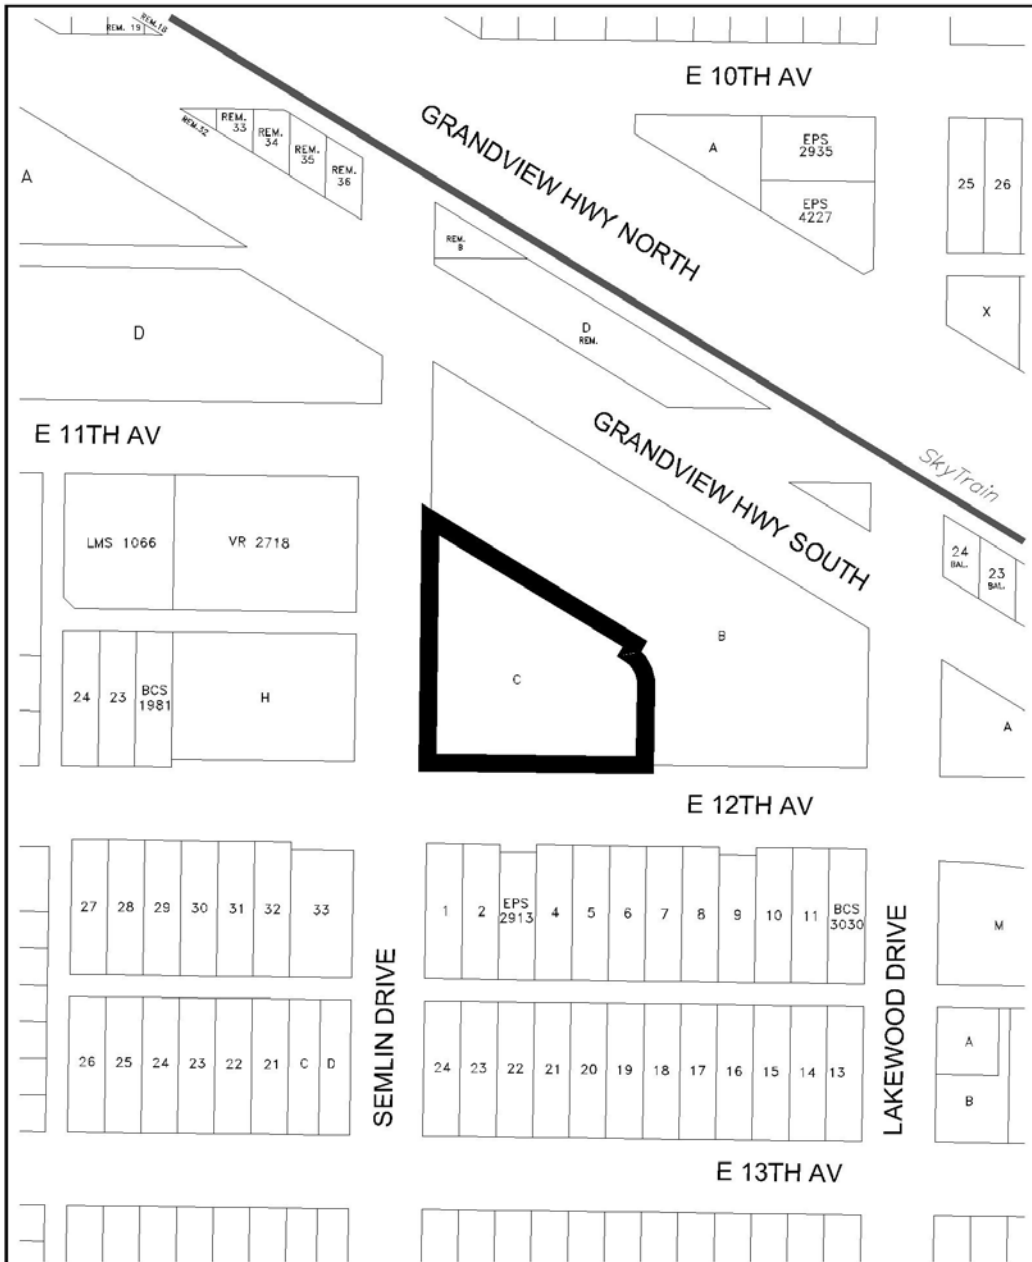 REM. 19
REM.18
E 10TH AV
GRANDVIEW HWY NORTH
REM.32
REM.
33
REM.
34
REM.
35
REM.
36
A
EPS
2935
EPS
4227
25
26
A
REM.
B
X
D
D
REM.
E 11TH AV
GRANDVIEW HWY SOUTH
SkyTrain
LMS 1066
VR 2718
24
BAL.
23
BAL.
24
23
BCS
1981
H
C
B
A
E 12TH AV
27
28
29
30
31
32
33
1
2
EPS
2913
4
5
6
7
8
9
10
11
BCS
3030
M
SEMLIN DRIVE
LAKEWOOD DRIVE
26
25
24
23
22
21
C
D
24
23
22
21
20
19
18
17
16
15
14
13
A
B
E 13TH AV